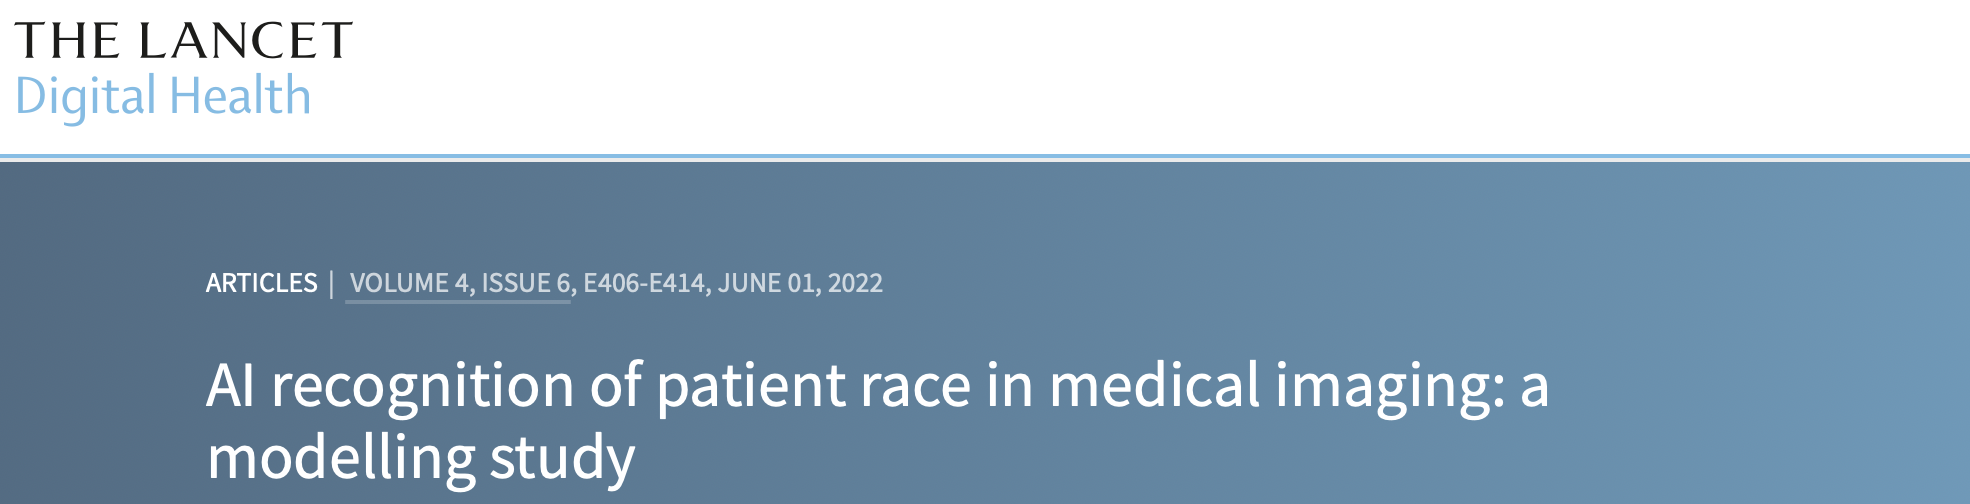 THE LANCET
Digital Health
ARTICLES | VOLUME 4, ISSUE 6, E406-E414, JUNE 01, 2022
AI recognition of patient race in medical imaging: a
modelling study